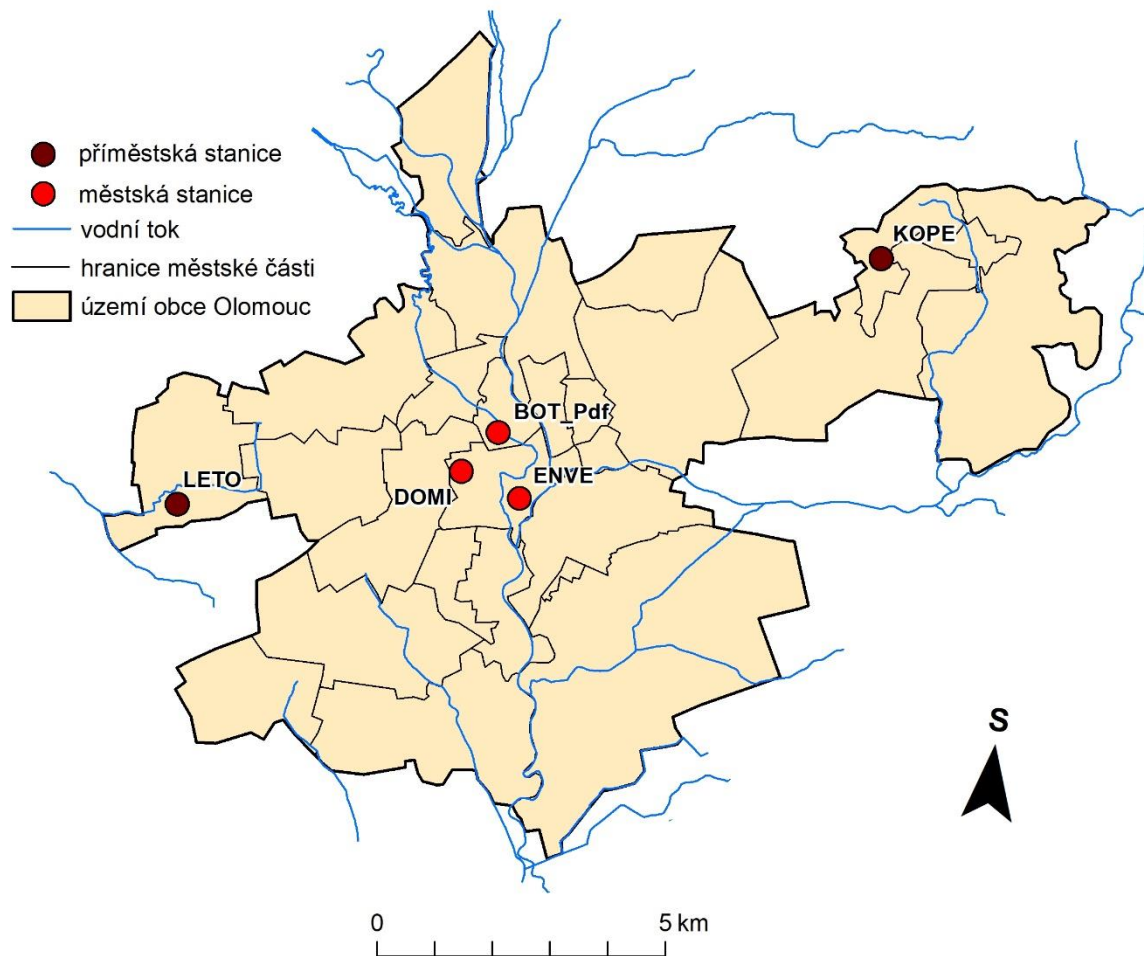 příměstská stanice
městská stanice
vodní tok
hranice městské části
území obce Olomouc
KOPE
BOT_Pdf
LETO
DOMI
ENVE
S
0
5 km